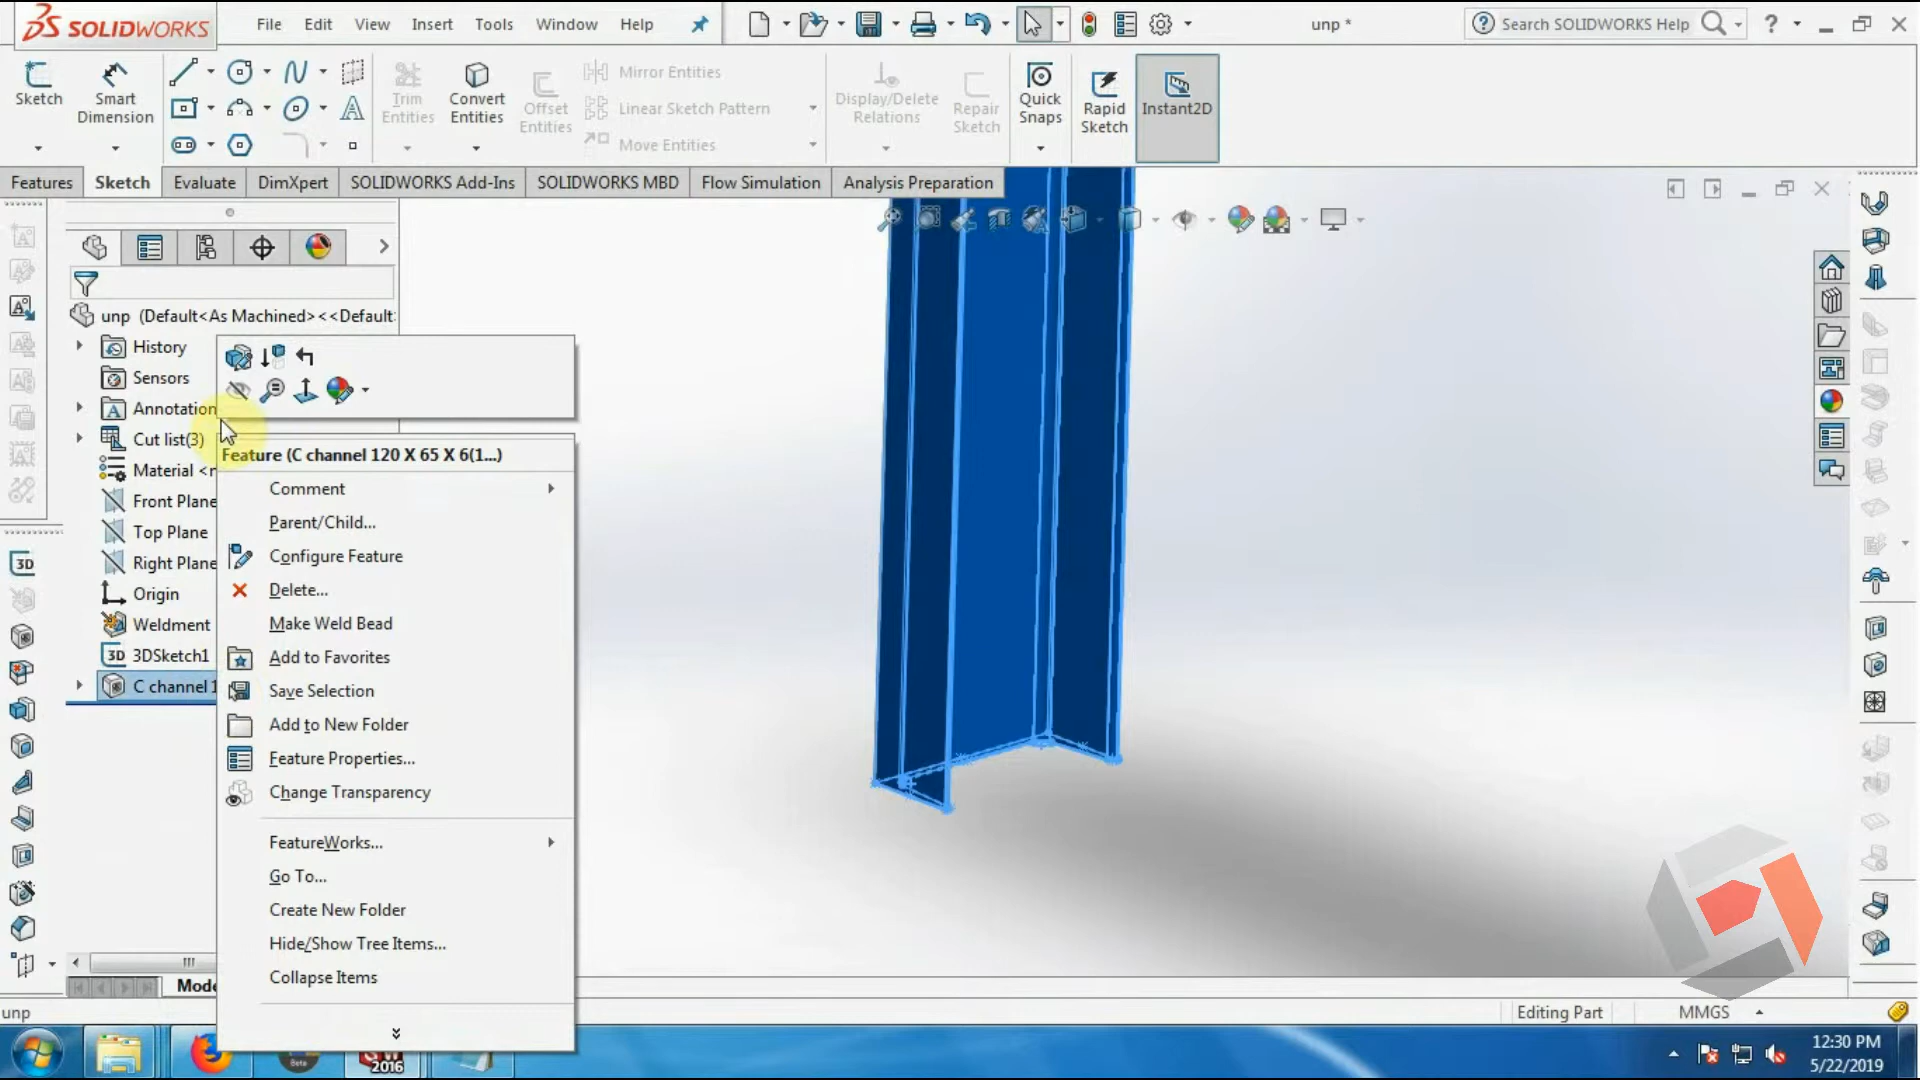 SOLIDWORKS
File Edit View Insert Tools Window Help
unp *
Search SOLIDWORKS Help
Sketch
Smart Dimension
Trim Entities
Convert Entities
Offset Entities
Mirror Entities
Linear Sketch Pattern
Move Entities
Display/Delete Relations
Repair Sketch
Quick Snaps
Rapid Sketch
Instant2D
Features Sketch Evaluate DimXpert SOLIDWORKS Add-Ins SOLIDWORKS MBD Flow Simulation Analysis Preparation
unp (Default<As Machined><<Default
History
Sensors
Annotation
Cut list(3)
Material <
Front Plane
Top Plane
Right Plane
Origin
Weldment
3D 3DSketch1
C channel 1
Feature (C channel 120 X 65 X 6(1...)
Comment
Parent/Child...
Configure Feature
Delete...
Make Weld Bead
Add to Favorites
Save Selection
Add to New Folder
Feature Properties...
Change Transparency
FeatureWorks...
Go To...
Create New Folder
Hide/Show Tree Items...
Collapse Items
3D
Mode
unp
Editing Part
MMGS
Beta
SW
2016
12:30 PM
5/22/2019